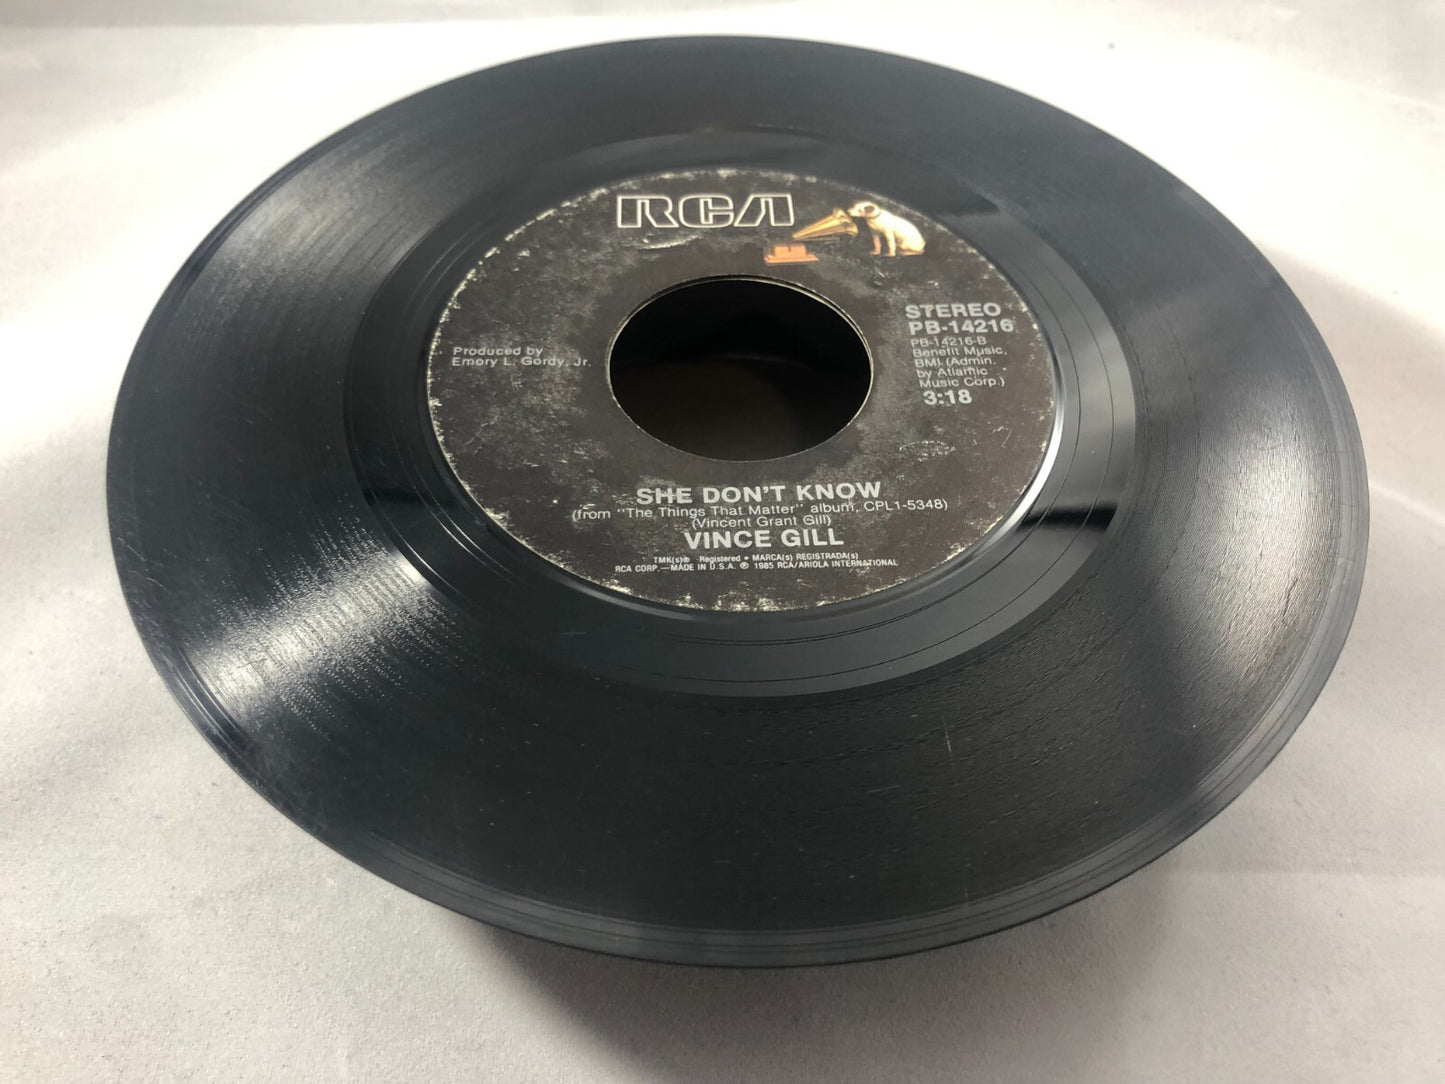 RCA
STEREO
PB-14216
PB-14216-B
Benefit Music,
BMI (Admin.
by Atlantic
Music Corp.)
3:18
Produced by
Emory L. Gordy, Jr.
SHE DON'T KNOW
(from "The Things That Matter" album, CPL1-5348)
(Vincent Grant Gill)
VINCE GILL
TMK(s)® Registered • MARCA(s) REGISTRADA(s)
RCA CORP.—MADE IN U.S.A. ℗ 1985 RCA/ARIOLA INTERNATIONAL